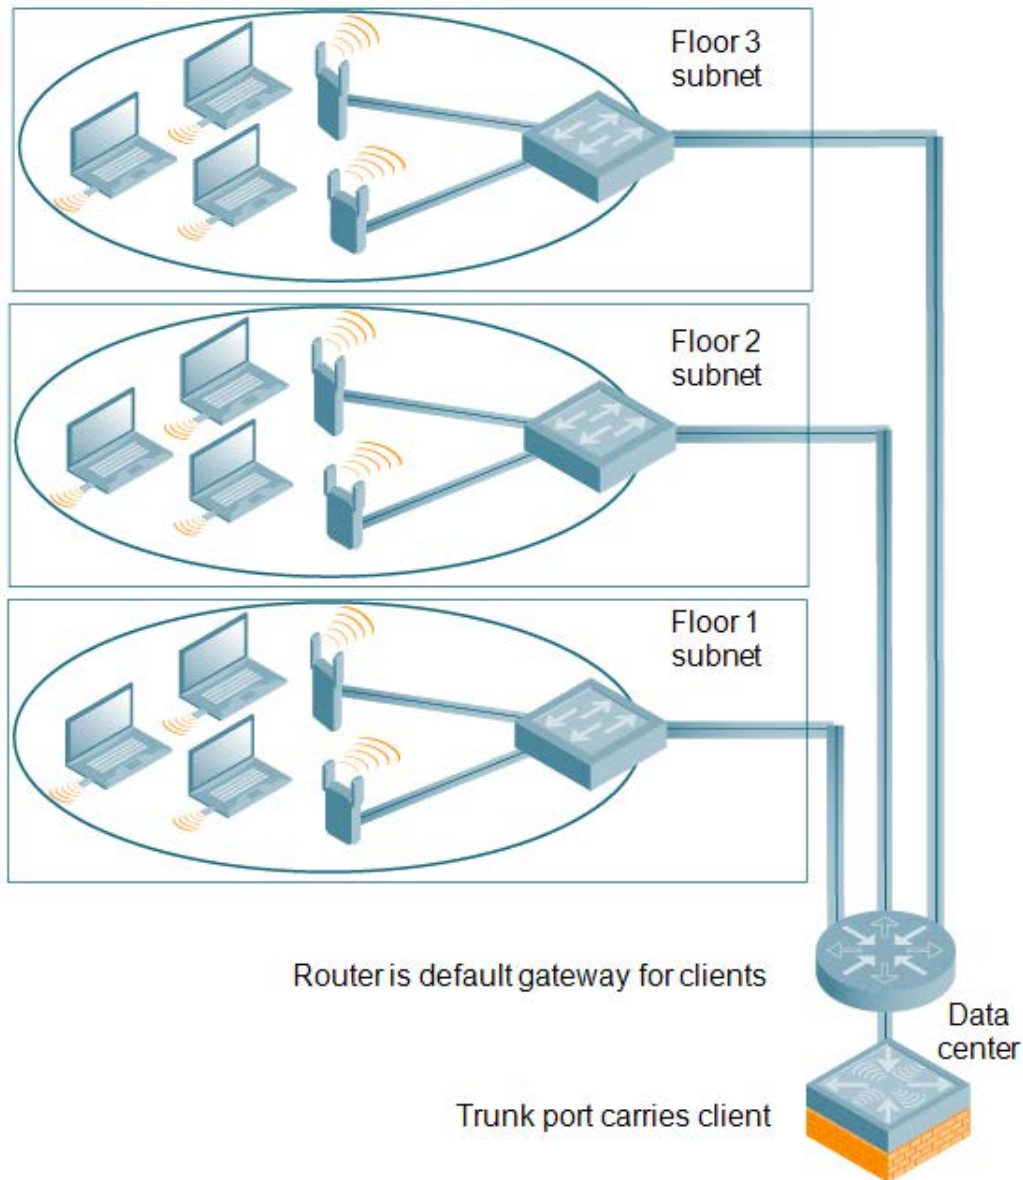 Floor 3
subnet
Floor 2
subnet
Floor 1
subnet
Router is default gateway for clients
Data
center
Trunk port carries client